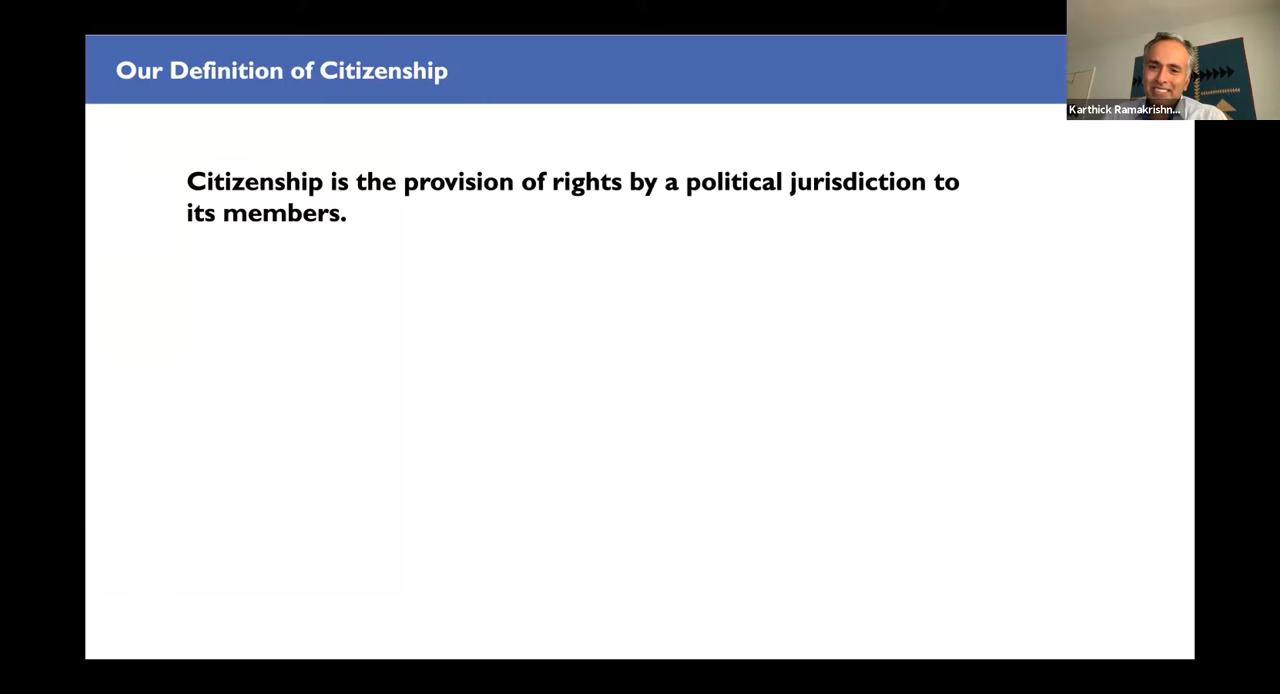 Our Definition of Citizenship
Karthick Ramakrishn...
Citizenship is the provision of rights by a political jurisdiction to
its members.